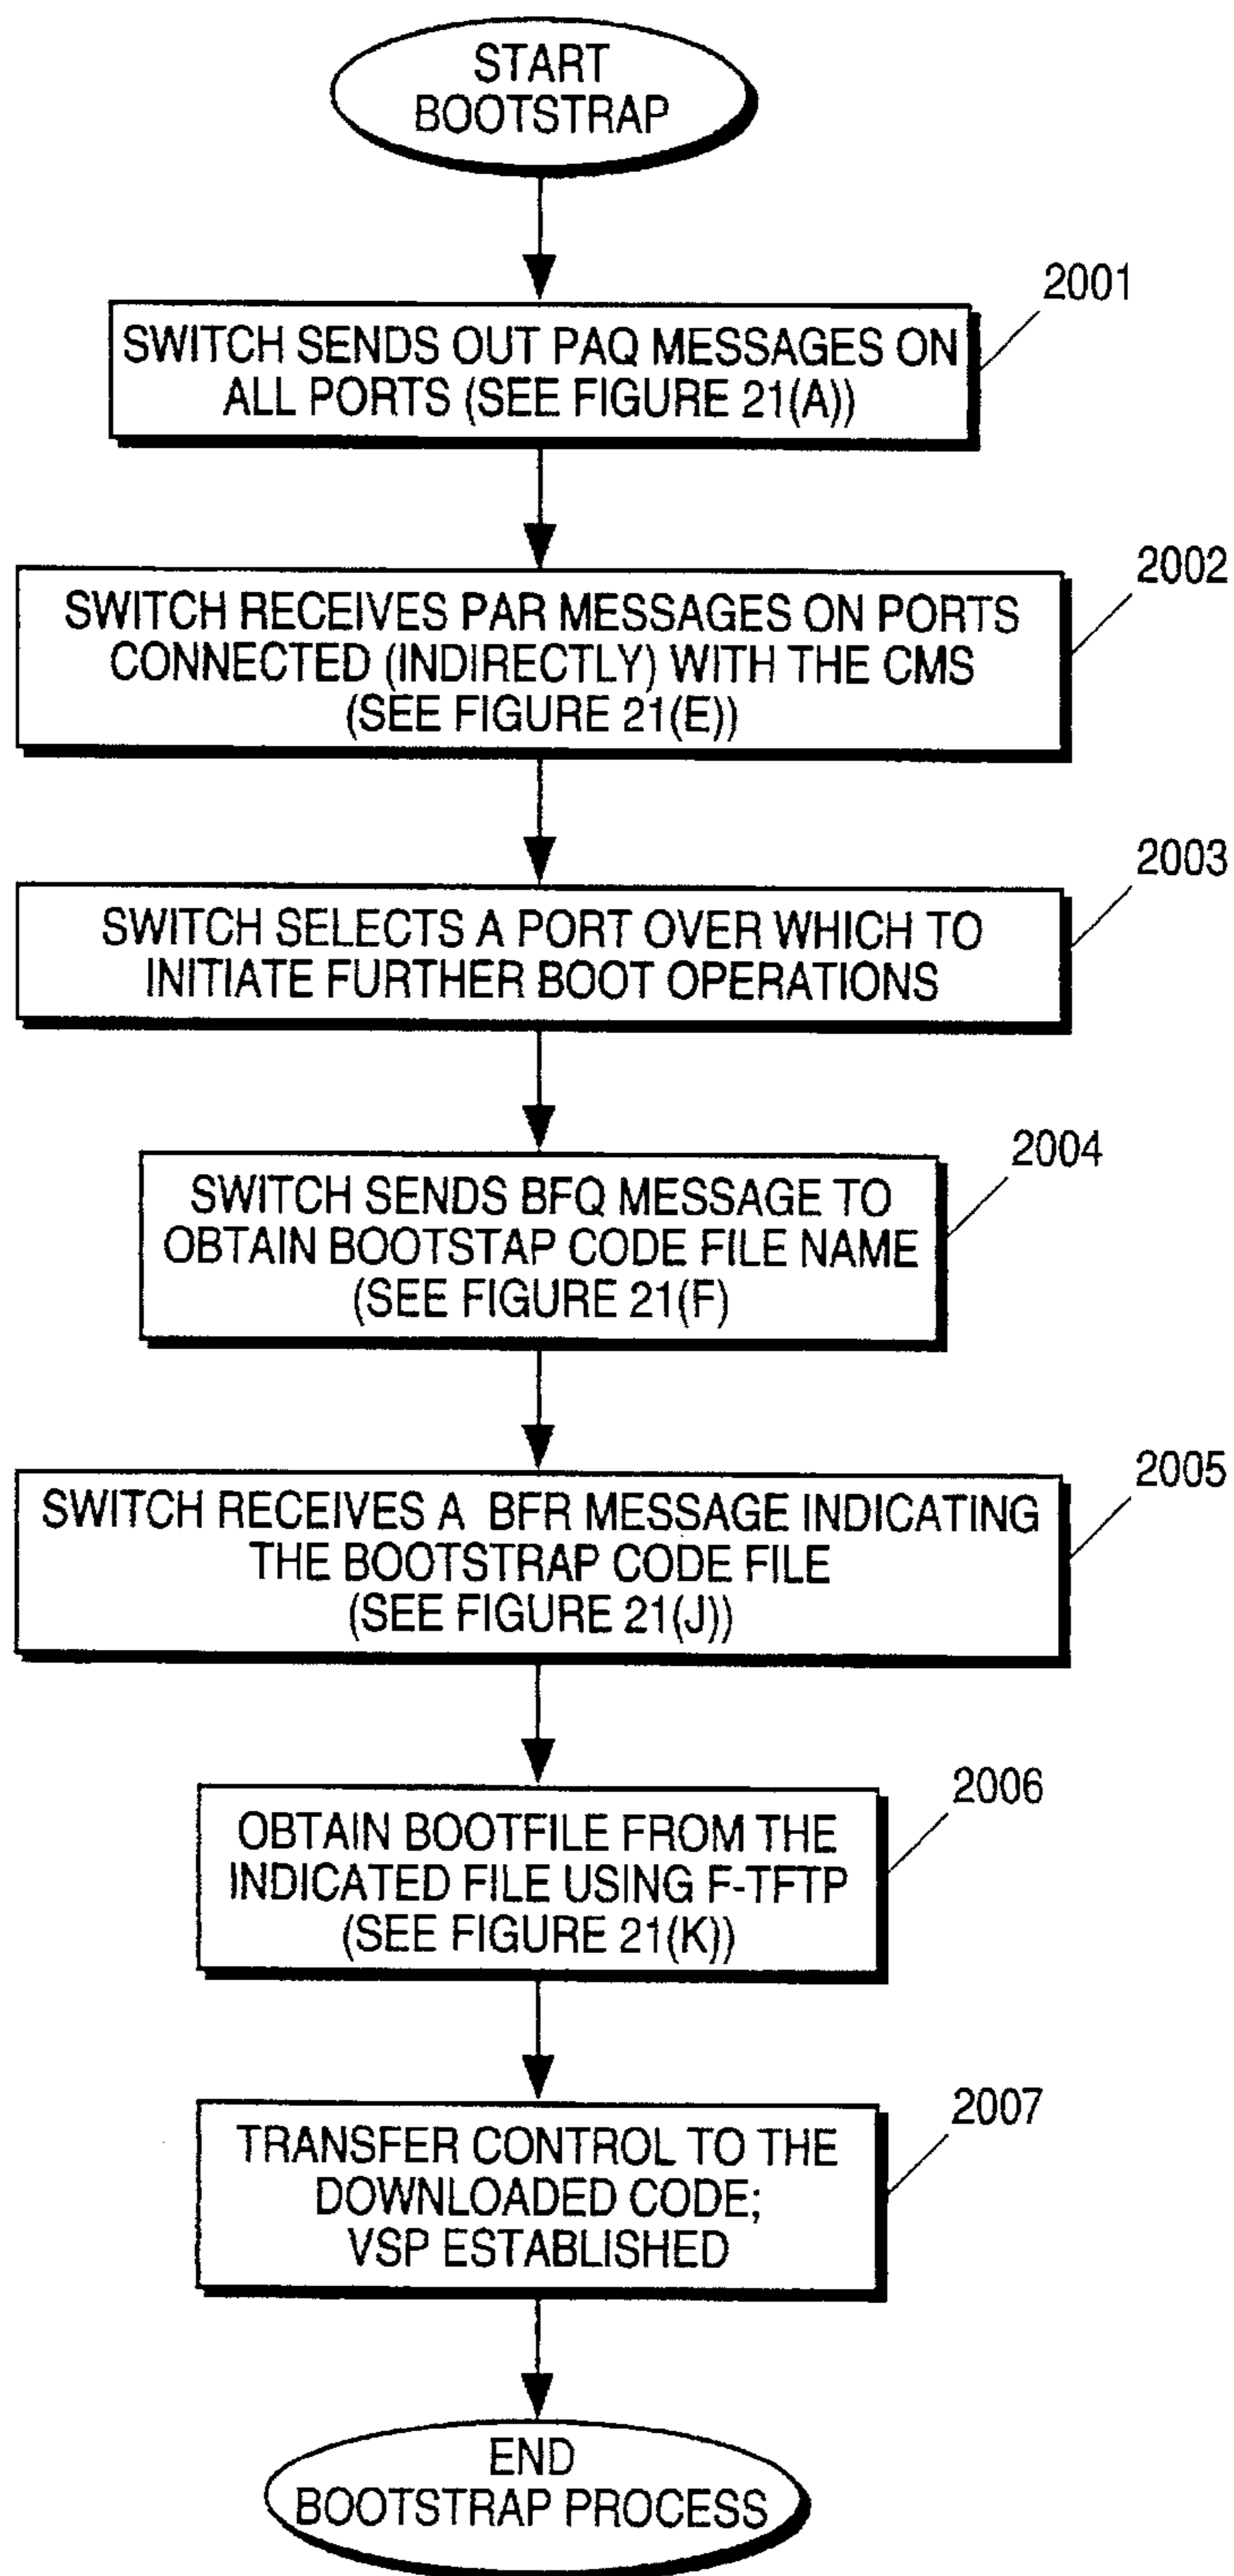 START
BOOTSTRAP
2001
SWITCH SENDS OUT PAQ MESSAGES ON
ALL PORTS (SEE FIGURE 21(A))
2002
SWITCH RECEIVES PAR MESSAGES ON PORTS
CONNECTED (INDIRECTLY) WITH THE CMS
(SEE FIGURE 21(E))
2003
SWITCH SELECTS A PORT OVER WHICH TO
INITIATE FURTHER BOOT OPERATIONS
2004
SWITCH SENDS BFQ MESSAGE TO
OBTAIN BOOTSTAP CODE FILE NAME
(SEE FIGURE 21(F)
2005
SWITCH RECEIVES A BFR MESSAGE INDICATING
THE BOOTSTRAP CODE FILE
(SEE FIGURE 21(J))
2006
OBTAIN BOOTFILE FROM THE
INDICATED FILE USING F-TFTP
(SEE FIGURE 21(K))
2007
TRANSFER CONTROL TO THE
DOWNLOADED CODE;
VSP ESTABLISHED
END
BOOTSTRAP PROCESS